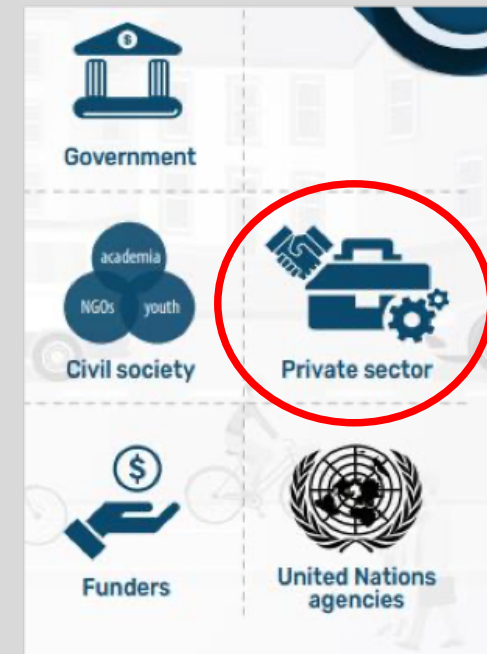 $
Government
academia
NGOs youth
Civil society
Private sector
$
Funders
United Nations
agencies